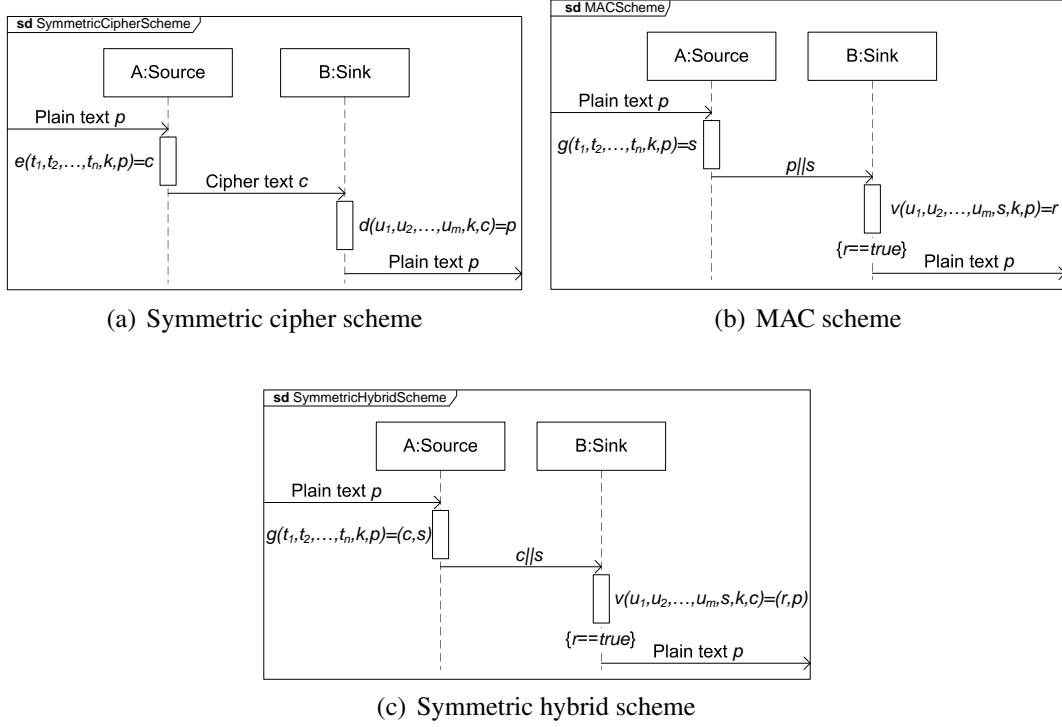 sd SymmetricCipherScheme
A:Source
B:Sink
Plain text p
e(t₁,t₂,…,tₙ,k,p)=c
Cipher text c
d(u₁,u₂,…,uₘ,k,c)=p
Plain text p
(a) Symmetric cipher scheme
sd MACScheme
A:Source
B:Sink
Plain text p
g(t₁,t₂,…,tₙ,k,p)=s
p||s
v(u₁,u₂,…,uₘ,s,k,p)=r
{r==true}
Plain text p
(b) MAC scheme
sd SymmetricHybridScheme
A:Source
B:Sink
Plain text p
g(t₁,t₂,…,tₙ,k,p)=(c,s)
c||s
v(u₁,u₂,…,uₘ,s,k,c)=(r,p)
{r==true}
Plain text p
(c) Symmetric hybrid scheme